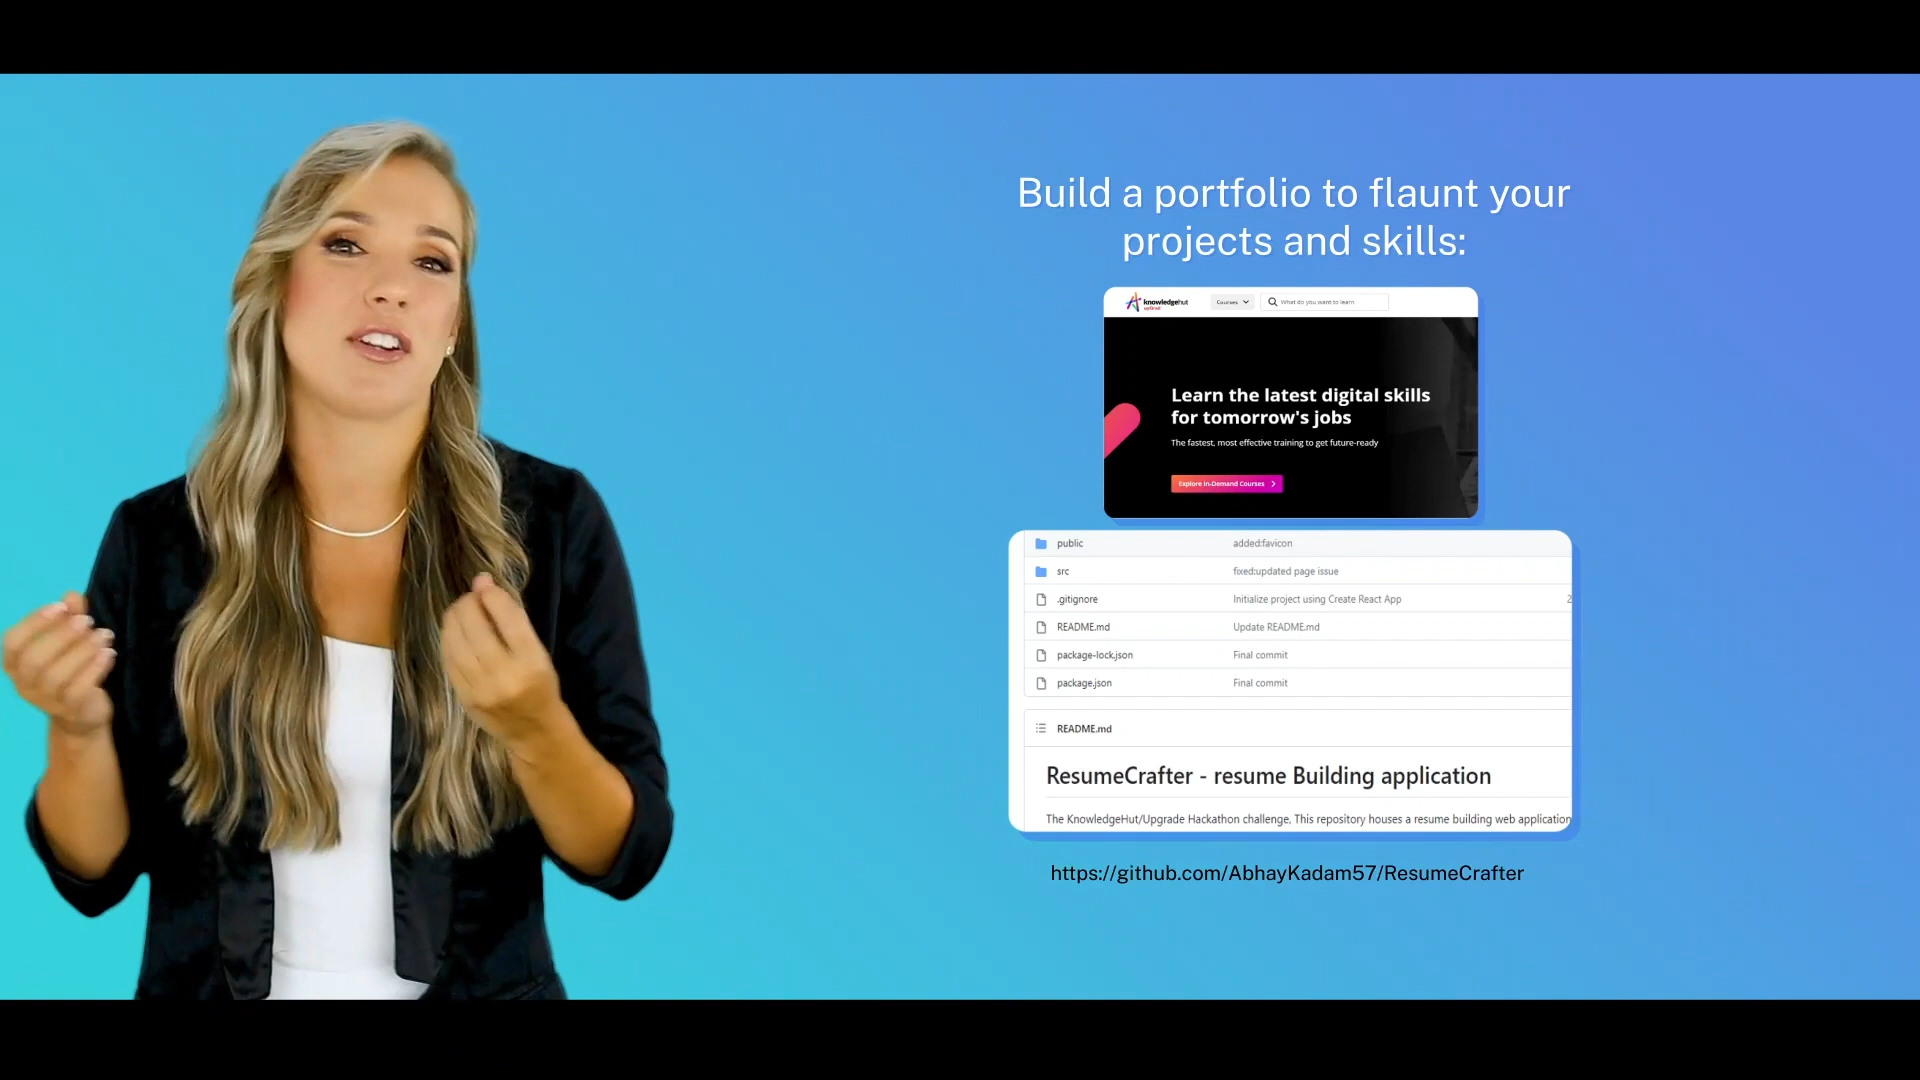 Build a portfolio to flaunt your
projects and skills:
knowledgehut
upGrad
Courses
What do you want to learn
Learn the latest digital skills
for tomorrow's jobs
The fastest, most effective training to get future-ready
Explore In-Demand Courses
public added:favicon
src fixed:updated page issue
.gitignore Initialize project using Create React App 2
README.md Update README.md
package-lock.json Final commit
package.json Final commit
README.md
ResumeCrafter - resume Building application
The KnowledgeHut/Upgrade Hackathon challenge, This repository houses a resume building web application
https://github.com/AbhayKadam57/ResumeCrafter